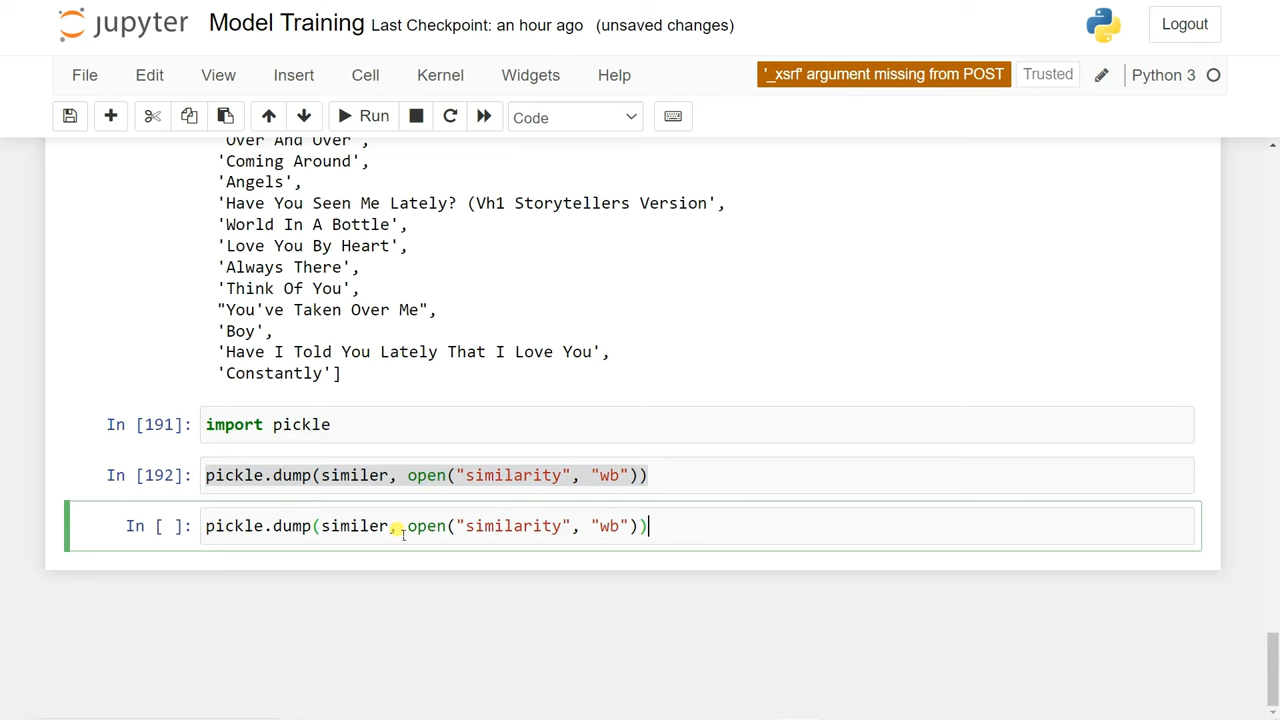 jupyter Model Training Last Checkpoint: an hour ago (unsaved changes) Logout
File Edit View Insert Cell Kernel Widgets Help '_xsrf' argument missing from POST Trusted Python 3
Run Code
'Over And Over',
'Coming Around',
'Angels',
'Have You Seen Me Lately? (Vh1 Storytellers Version',
'World In A Bottle',
'Love You By Heart',
'Always There',
'Think Of You',
"You've Taken Over Me",
'Boy',
'Have I Told You Lately That I Love You',
'Constantly']
In [191]: import pickle
In [192]: pickle.dump(similer, open("similarity", "wb"))
In [ ]: pickle.dump(similer, open("similarity", "wb"))